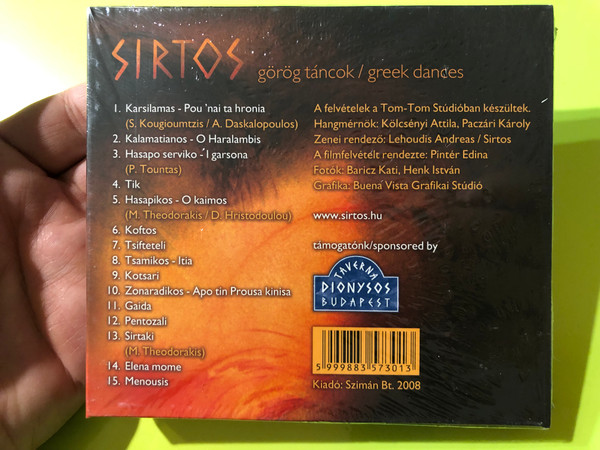 SIRTOS görög táncok / greek dances
1. Karsilamas - Pou 'nai ta hronia
(S. Kougioumtzis / A. Daskalopoulos)
2. Kalamatianos - O Haralambis
3. Hasapo serviko - I garsona
(P. Tountas)
4. Tik
5. Hasapikos - O kaimos
(M. Theodorakis / D. Hristodoulou)
6. Koftos
7. Tsifteteli
8. Tsamikos - Itia
9. Kotsari
10. Zonaradikos - Apo tin Prousa kinisa
11. Gaida
12. Pentozali
13. Sirtaki
(M. Theodorakis)
14. Elena mome
15. Menousis
A felvételek a Tom-Tom Stúdióban készültek.
Hangmérnök: Kölcsényi Attila, Paczári Károly
Zenei rendező: Lehoudis Andreas / Sirtos
A filmfelvételt rendezte: Pintér Edina
Fotók: Baricz Kati, Henk István
Grafika: Buena Vista Grafikai Stúdió
www.sirtos.hu
támogatónk/sponsored by
TAVERNA
DIONYSOS
BUDAPEST
5 999883 573013
Kiadó: Szimán Bt. 2008